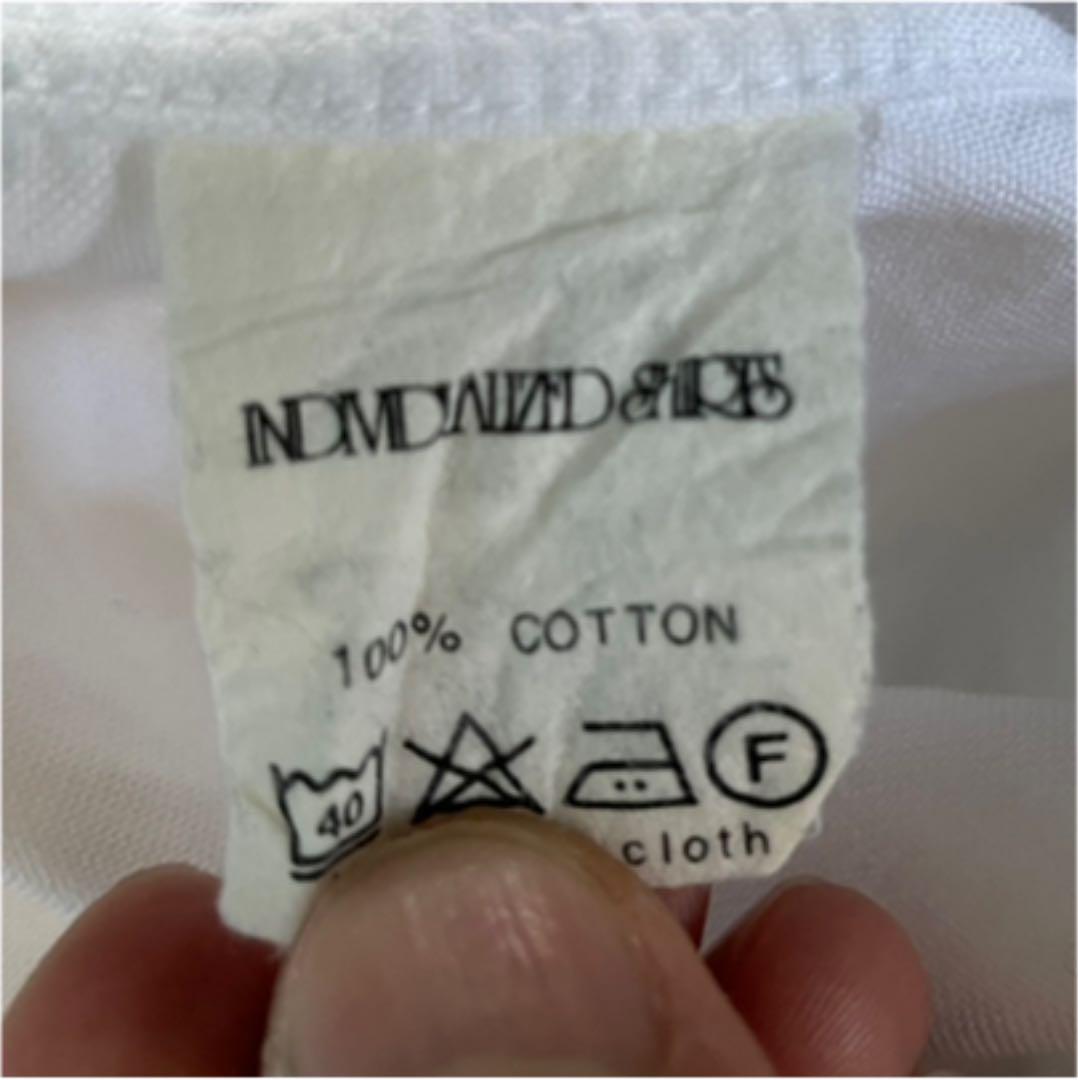 INDIVIDUALIZED SHIRTS
100% COTTON
40 F
cloth